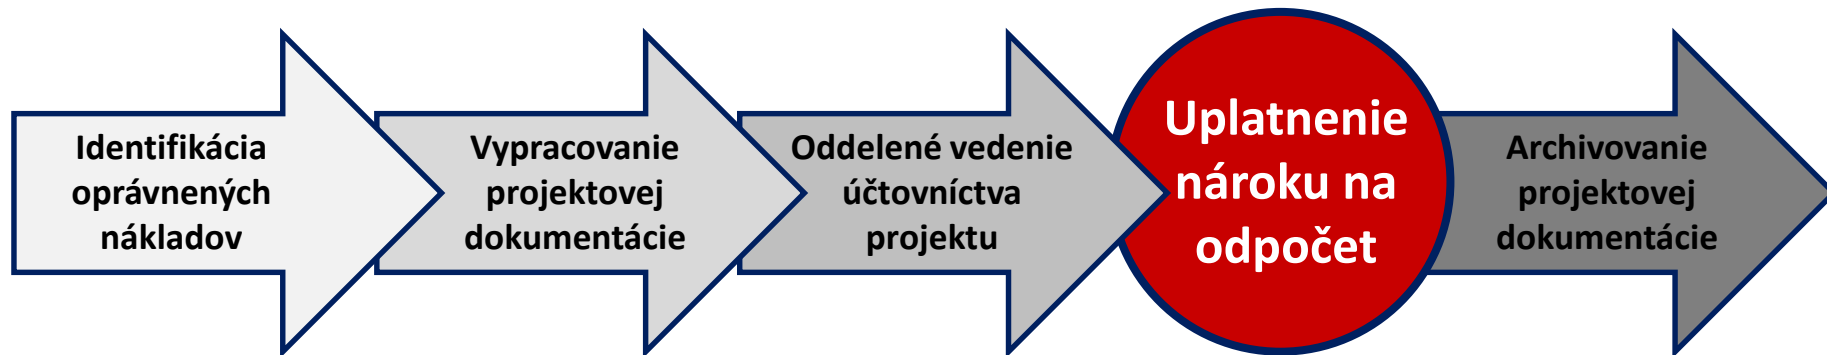 Identifikácia
oprávnených
nákladov
Vypracovanie
projektovej
dokumentácie
Oddelené vedenie
účtovníctva
projektu
Uplatnenie
nároku na
odpočet
Archivovanie
projektovej
dokumentácie